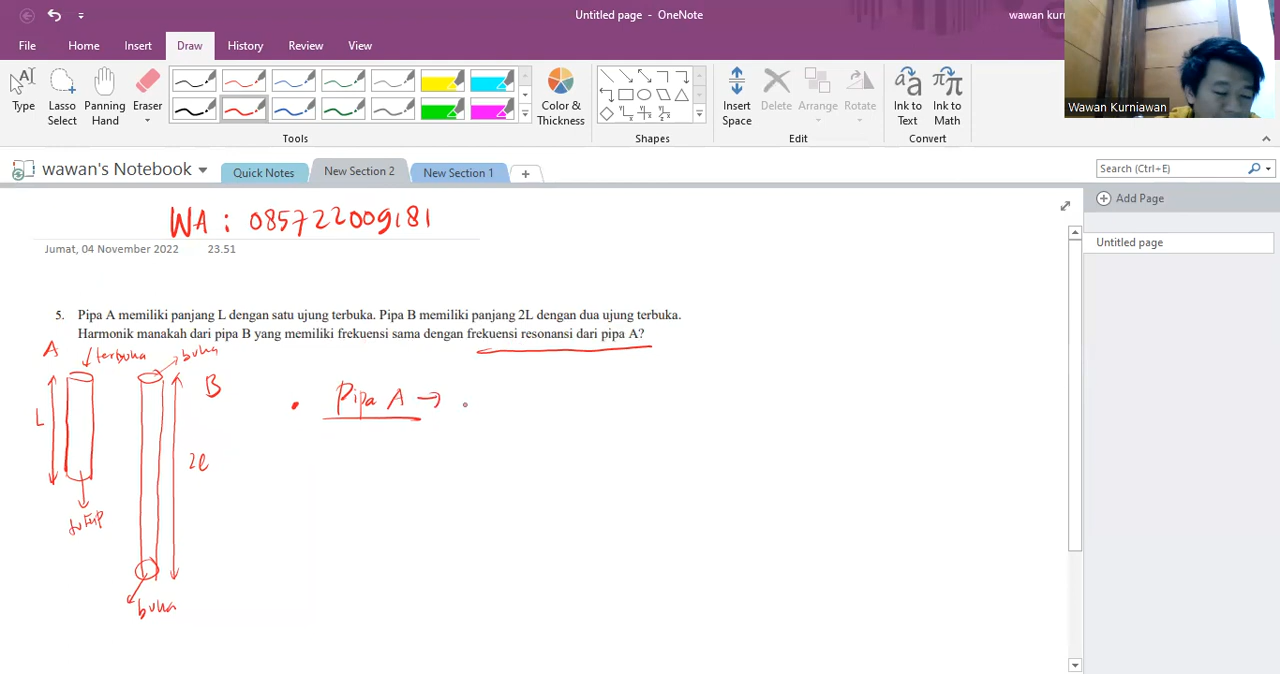 Untitled page - OneNote
wawan kurn
File Home Insert Draw History Review View
Type
Lasso Select
Panning Hand
Eraser
Color & Thickness
Insert Space
Delete
Arrange
Rotate
Ink to Text
Ink to Math
Tools
Shapes
Edit
Convert
Wawan Kurniawan
wawan's Notebook
Quick Notes
New Section 2
New Section 1
Search (Ctrl+E)
Add Page
Untitled page
WA : 085722009181
Jumat, 04 November 2022 23.51
5. Pipa A memiliki panjang L dengan satu ujung terbuka. Pipa B memiliki panjang 2L dengan dua ujung terbuka.
Harmonik manakah dari pipa B yang memiliki frekuensi sama dengan frekuensi resonansi dari pipa A?
A
terbuka
buka
B
L
Pipa A →
2l
tutup
buka